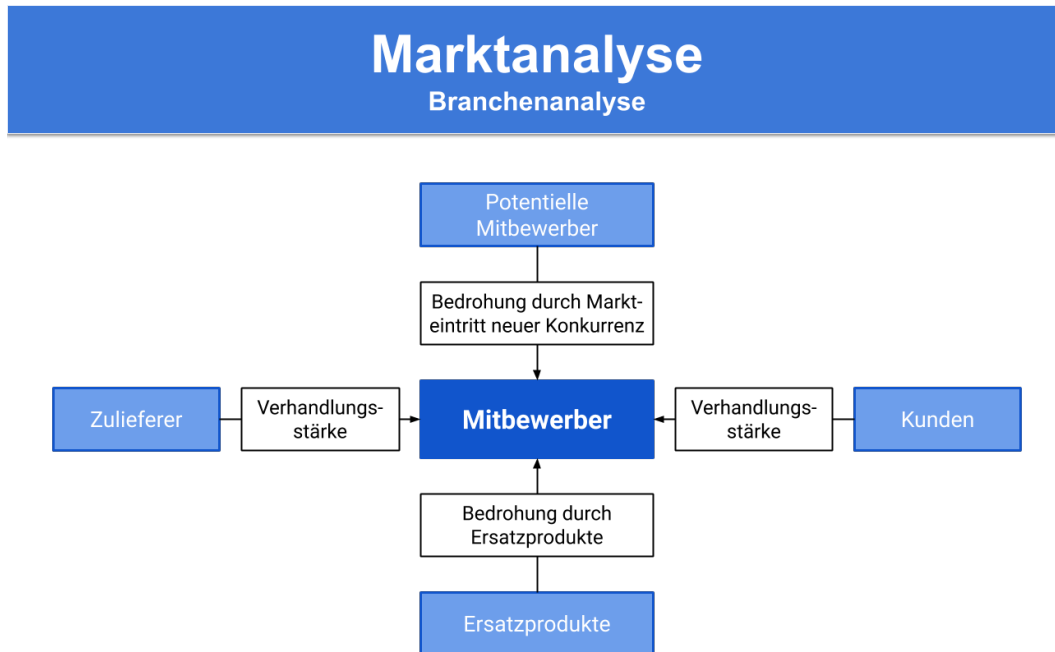 Marktanalyse
Branchenanalyse
Potentielle
Mitbewerber
Bedrohung durch Markt-
eintritt neuer Konkurrenz
Zulieferer
Verhandlungs-
stärke
Mitbewerber
Verhandlungs-
stärke
Kunden
Bedrohung durch
Ersatzprodukte
Ersatzprodukte